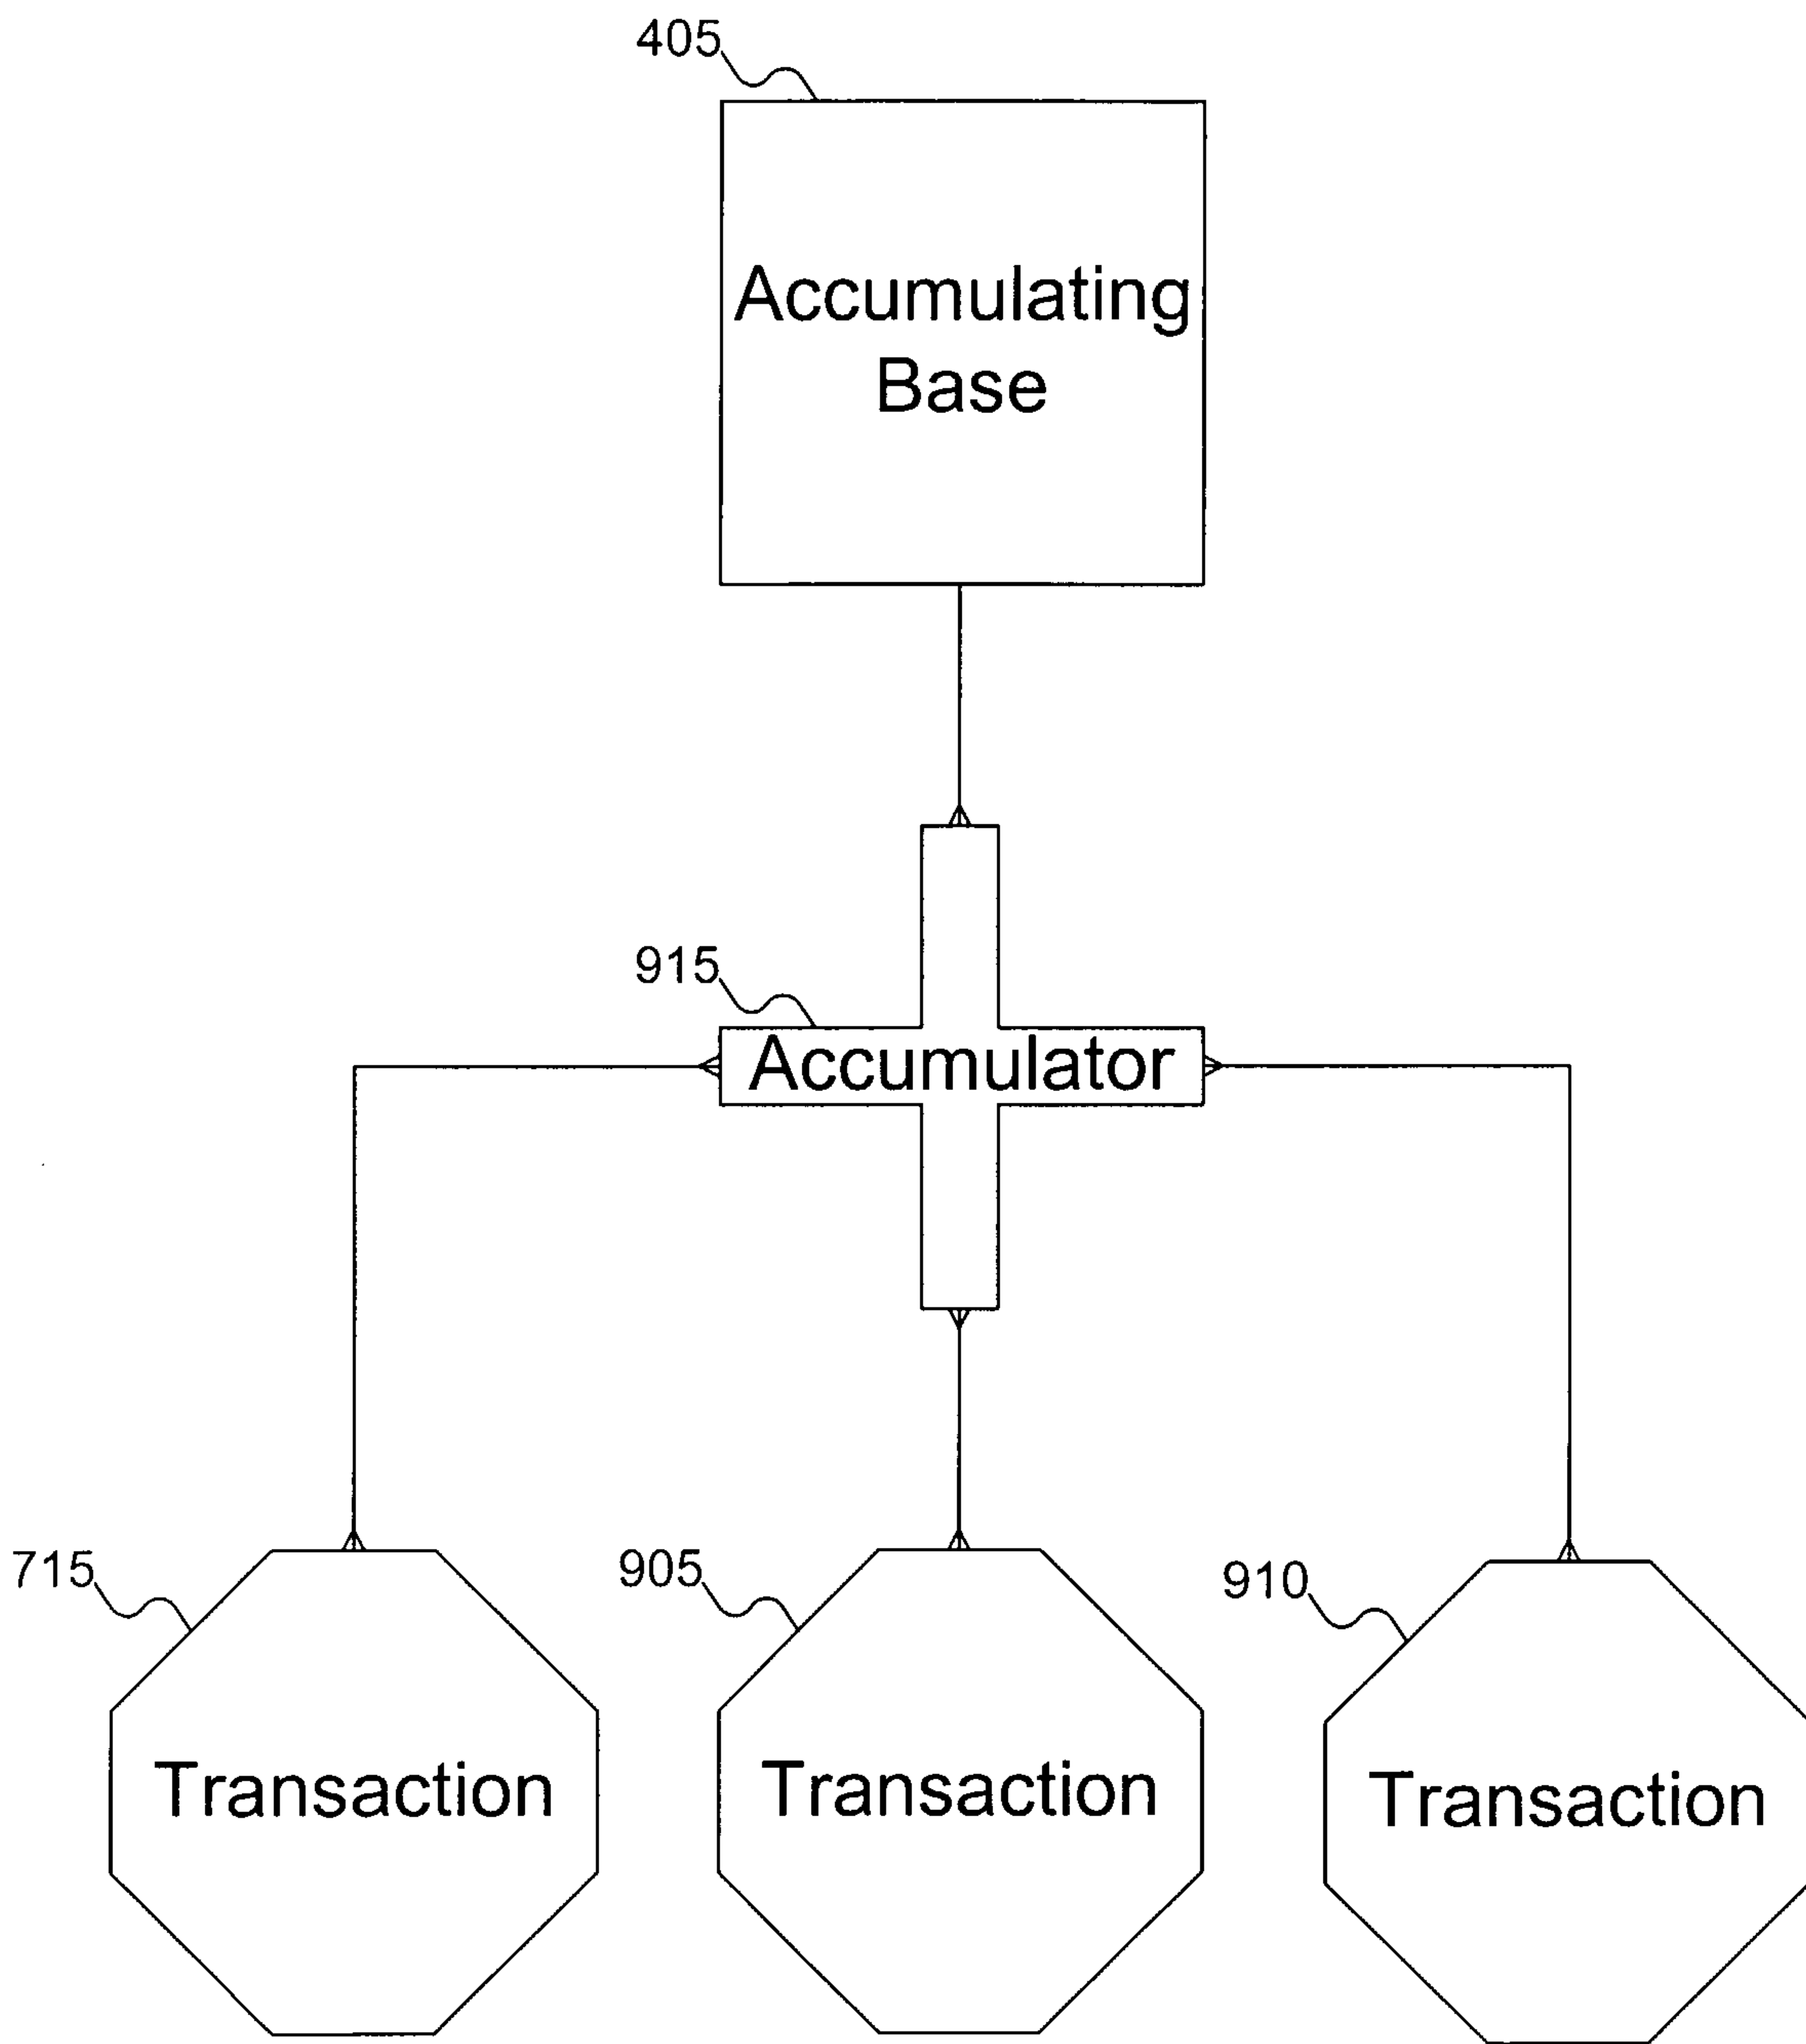 405
Accumulating
Base
915
Accumulator
715
905
910
Transaction
Transaction
Transaction